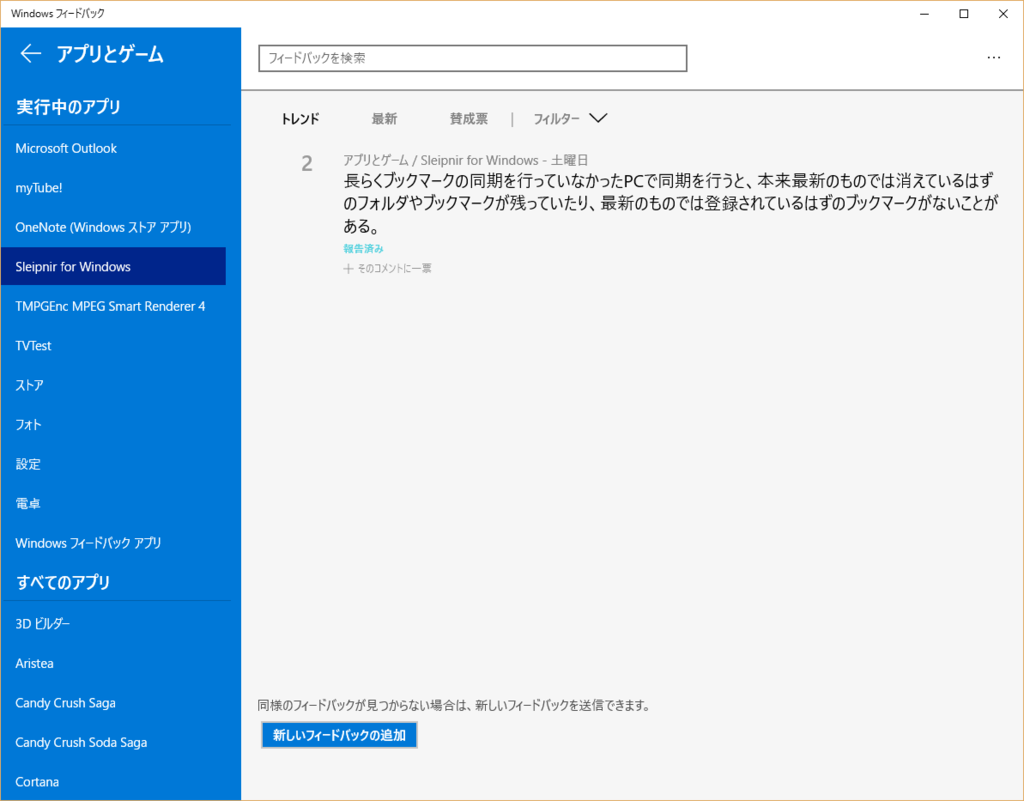 Windows フィードバック
アプリとゲーム
実行中のアプリ
Microsoft Outlook
myTube!
OneNote (Windows ストア アプリ)
Sleipnir for Windows
TMPGEnc MPEG Smart Renderer 4
TVTest
ストア
フォト
設定
電卓
Windows フィードバック アプリ
すべてのアプリ
3D ビルダー
Aristea
Candy Crush Saga
Candy Crush Soda Saga
Cortana
フィードバックを検索
トレンド 最新 賛成票 | フィルター
2
アプリとゲーム / Sleipnir for Windows - 土曜日
長らくブックマークの同期を行っていなかったPCで同期を行うと、本来最新のものでは消えているはず
のフォルダやブックマークが残っていたり、最新のものでは登録されているはずのブックマークがないことが
ある。
報告済み
＋ そのコメントに一票
同様のフィードバックが見つからない場合は、新しいフィードバックを送信できます。
新しいフィードバックの追加